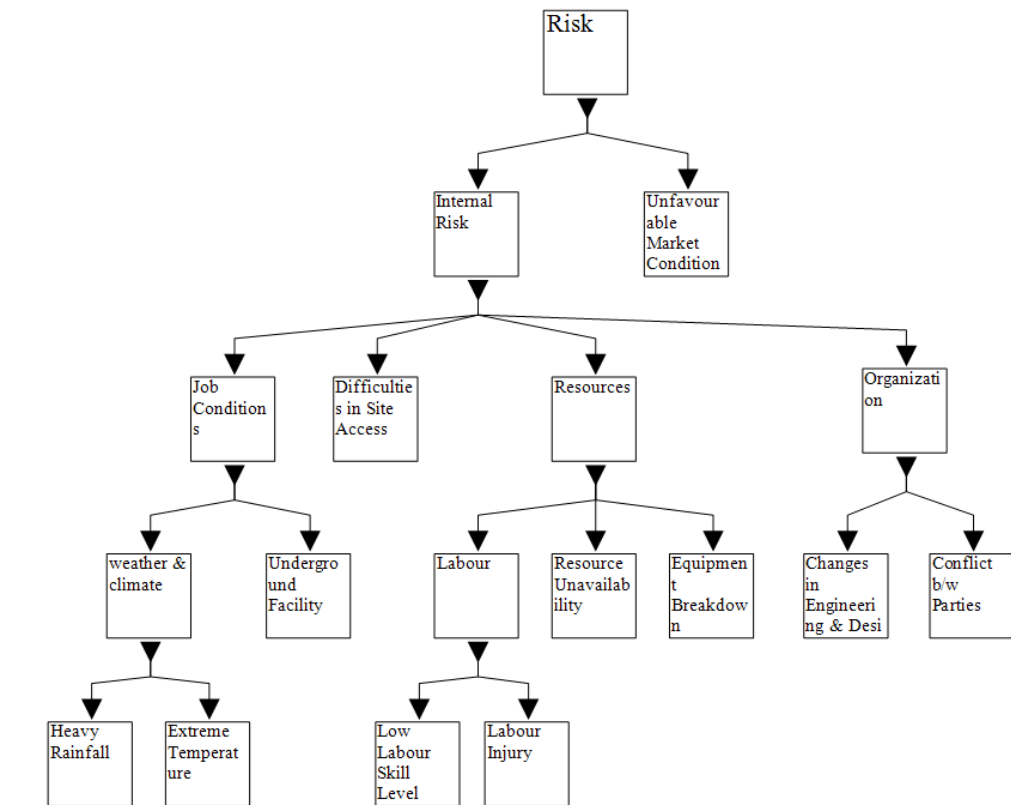 Risk
Internal
Risk
Unfavour
able
Market
Condition
Job
Condition
s
Difficultie
s in Site
Access
Resources
Organizati
on
weather &
climate
Undergro
und
Facility
Labour
Resource
Unavailab
ility
Equipmen
t
Breakdow
n
Changes
in
Engineeri
ng & Desi
Conflict
b/w
Parties
Heavy
Rainfall
Extreme
Temperat
ure
Low
Labour
Skill
Level
Labour
Injury